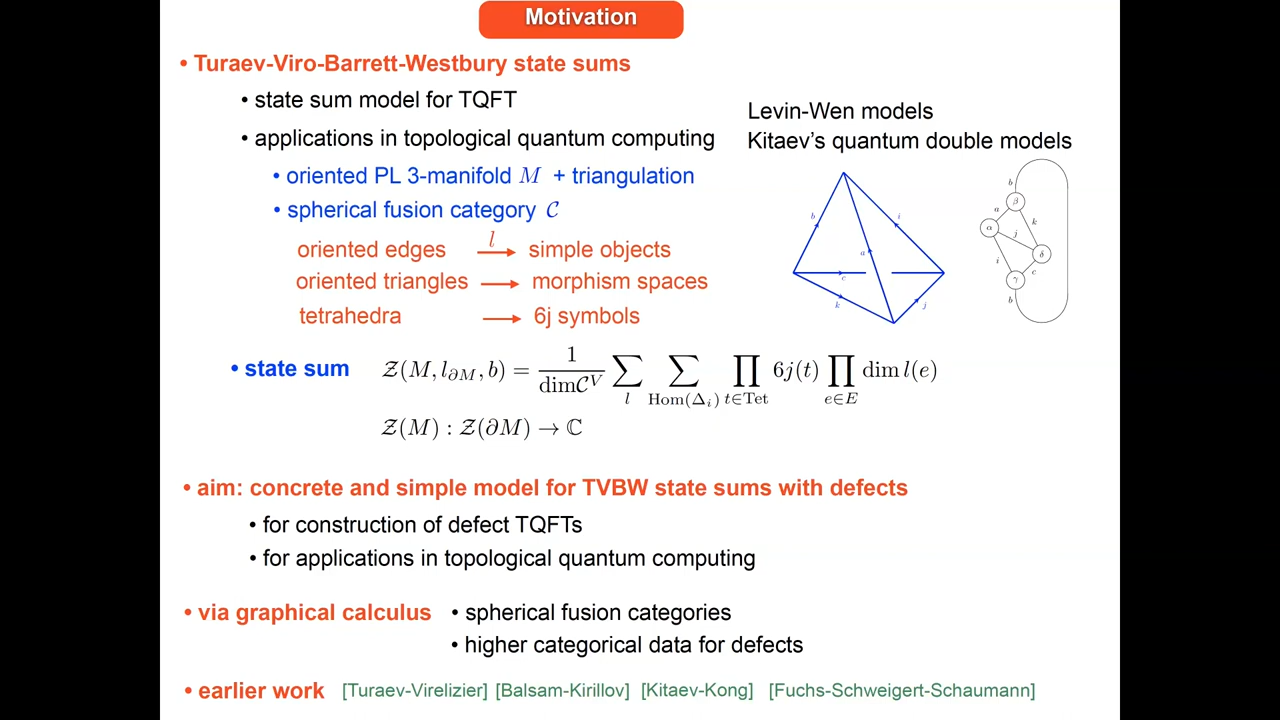 Motivation
• Turaev-Viro-Barrett-Westbury state sums
• state sum model for TQFT
• applications in topological quantum computing
Levin-Wen models
Kitaev's quantum double models
• oriented PL 3-manifold M + triangulation
• spherical fusion category 𝒞
oriented edges l → simple objects
oriented triangles → morphism spaces
tetrahedra → 6j symbols
b i a c k j
b β a k α j δ i c γ b
• state sum 𝒵(M, l_{∂M}, b) = 1/dim𝒞^V ∑_l ∑_{Hom(Δ_i)} ∏_{t∈Tet} 6j(t) ∏_{e∈E} dim l(e)
𝒵(M) : 𝒵(∂M) → ℂ
• aim: concrete and simple model for TVBW state sums with defects
• for construction of defect TQFTs
• for applications in topological quantum computing
• via graphical calculus • spherical fusion categories
• higher categorical data for defects
• earlier work [Turaev-Virelizier] [Balsam-Kirillov] [Kitaev-Kong] [Fuchs-Schweigert-Schaumann]